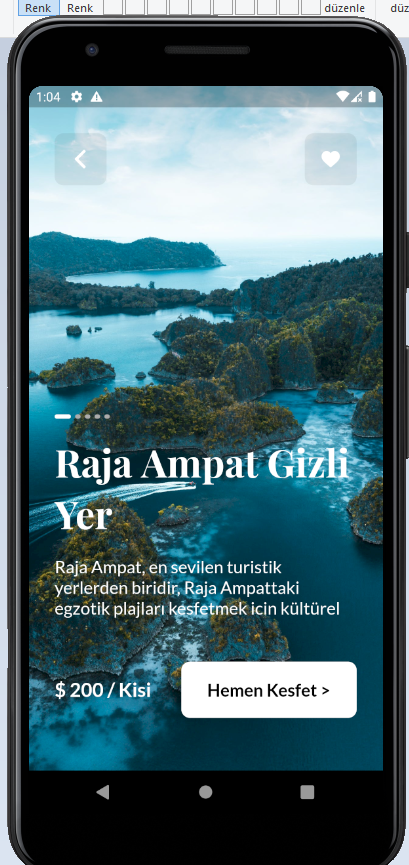 Renk Renk düzenle düz
1:04
Raja Ampat Gizli
Yer
Raja Ampat, en sevilen turistik
yerlerden biridir, Raja Ampattaki
egzotik plajları kesfetmek icin kültürel
$ 200 / Kisi
Hemen Kesfet >